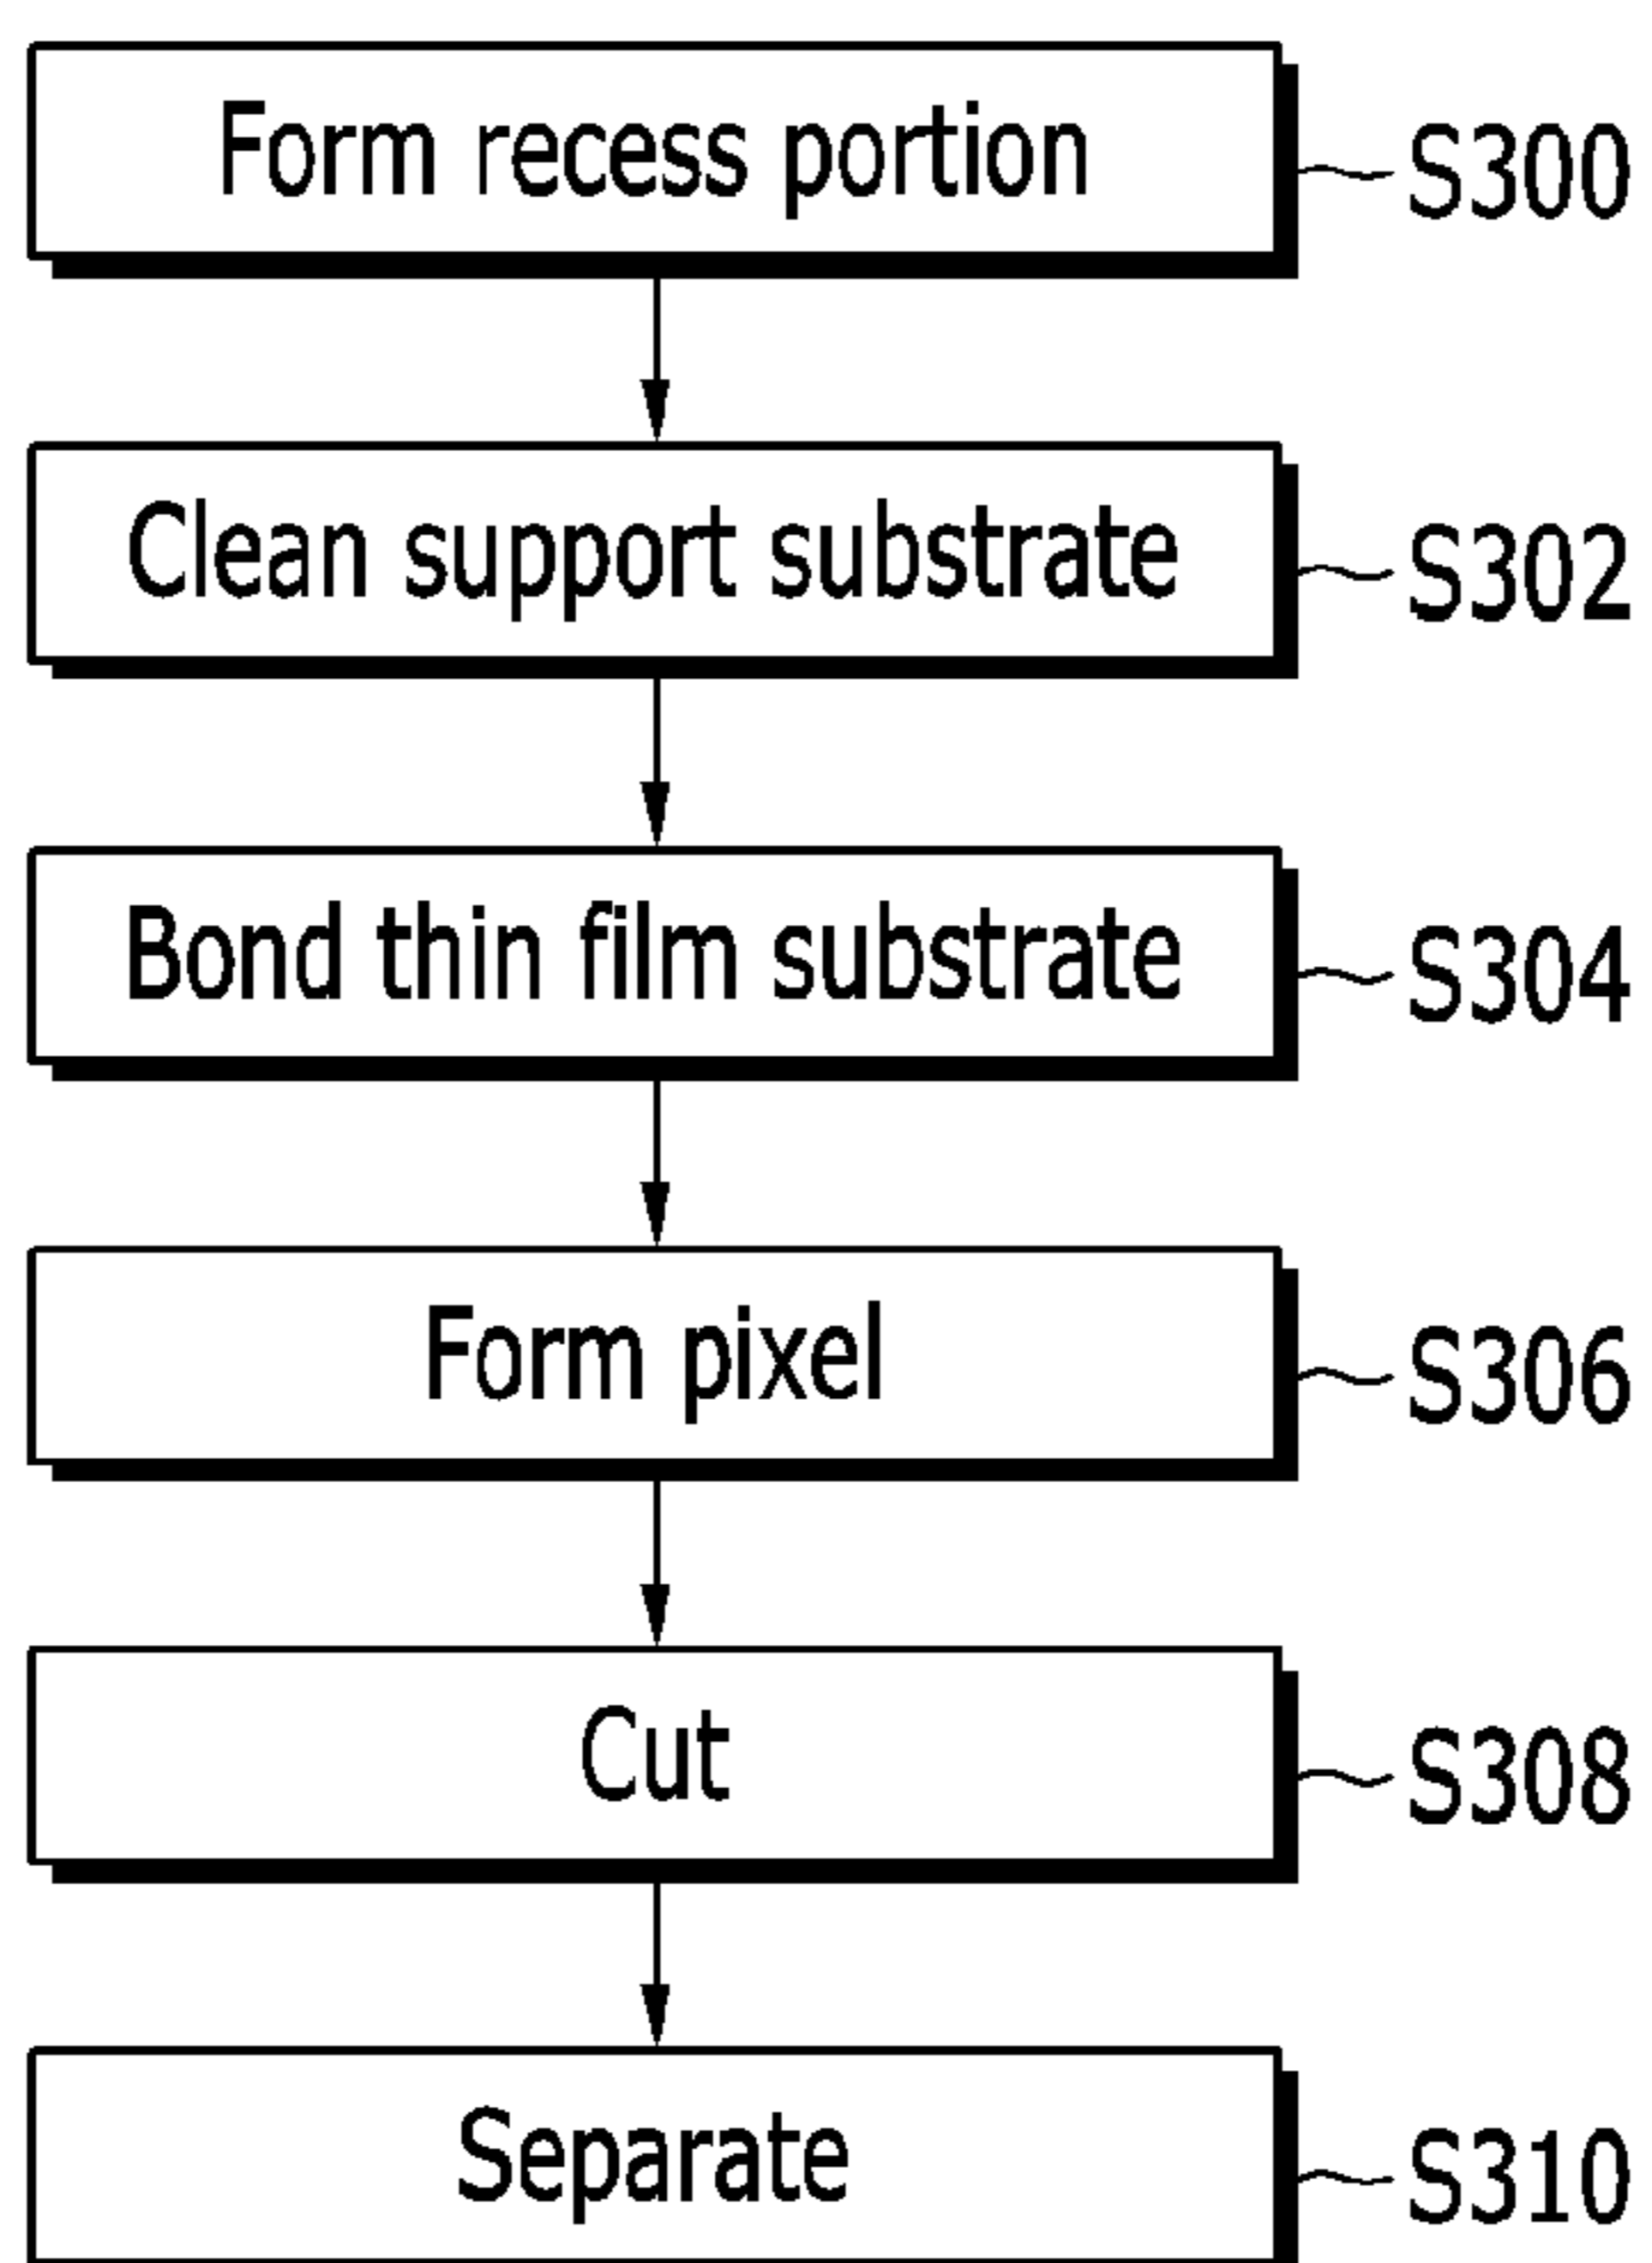 Form recess portion S300
Clean support substrate S302
Bond thin film substrate S304
Form pixel S306
Cut S308
Separate S310